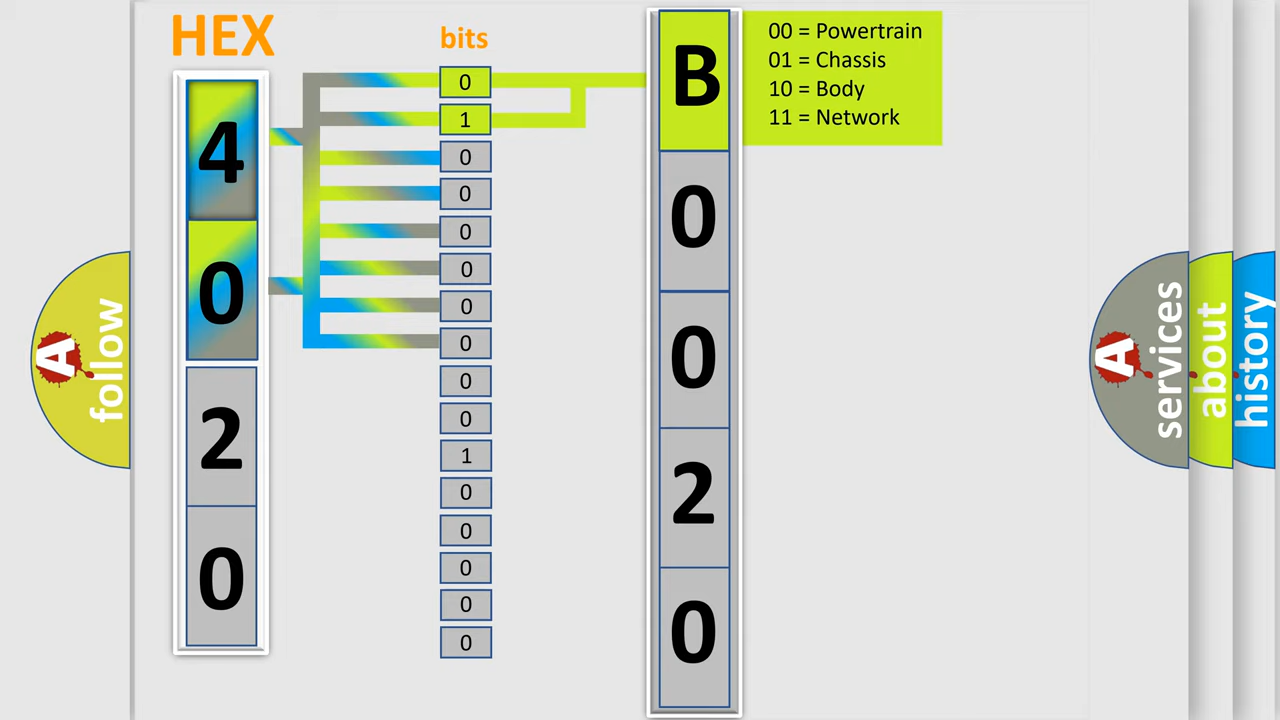 HEX
bits
4
0
2
0
0
1
0
0
0
0
0
0
0
0
1
0
0
0
0
0
B
0
0
2
0
00 = Powertrain
01 = Chassis
10 = Body
11 = Network
A
follow
A
services
about
history